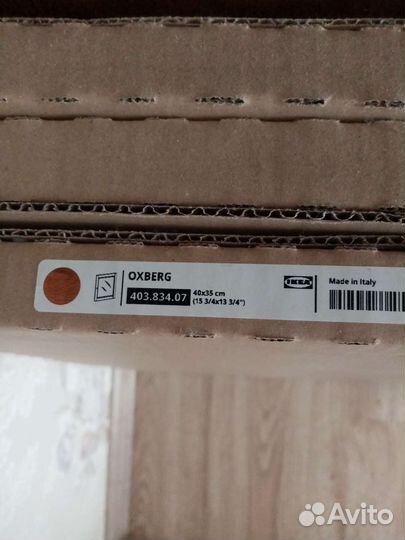 OXBERG
403.834.07 40x35 cm
(15 3/4x13 3/4")
IKEA
Made in Italy
Avito